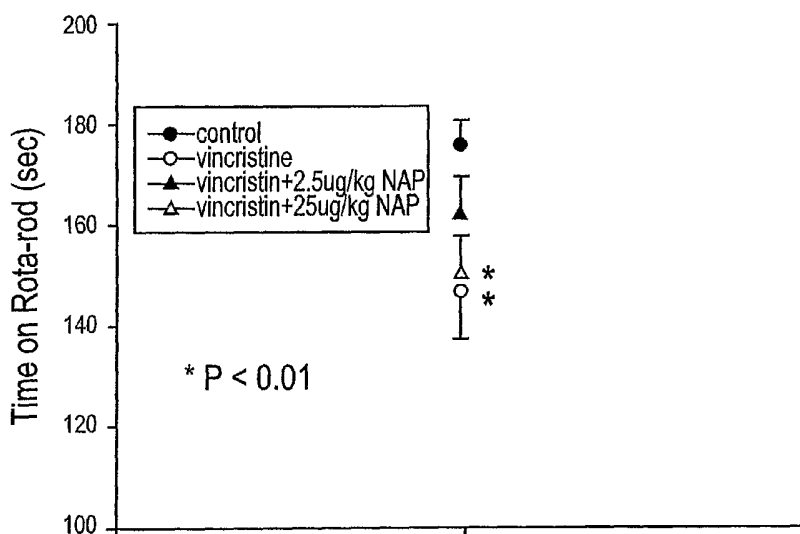 200
180
160
140
120
100
Time on Rota-rod (sec)
control
vincristine
vincristin+2.5ug/kg NAP
vincristin+25ug/kg NAP
*
*
* P < 0.01